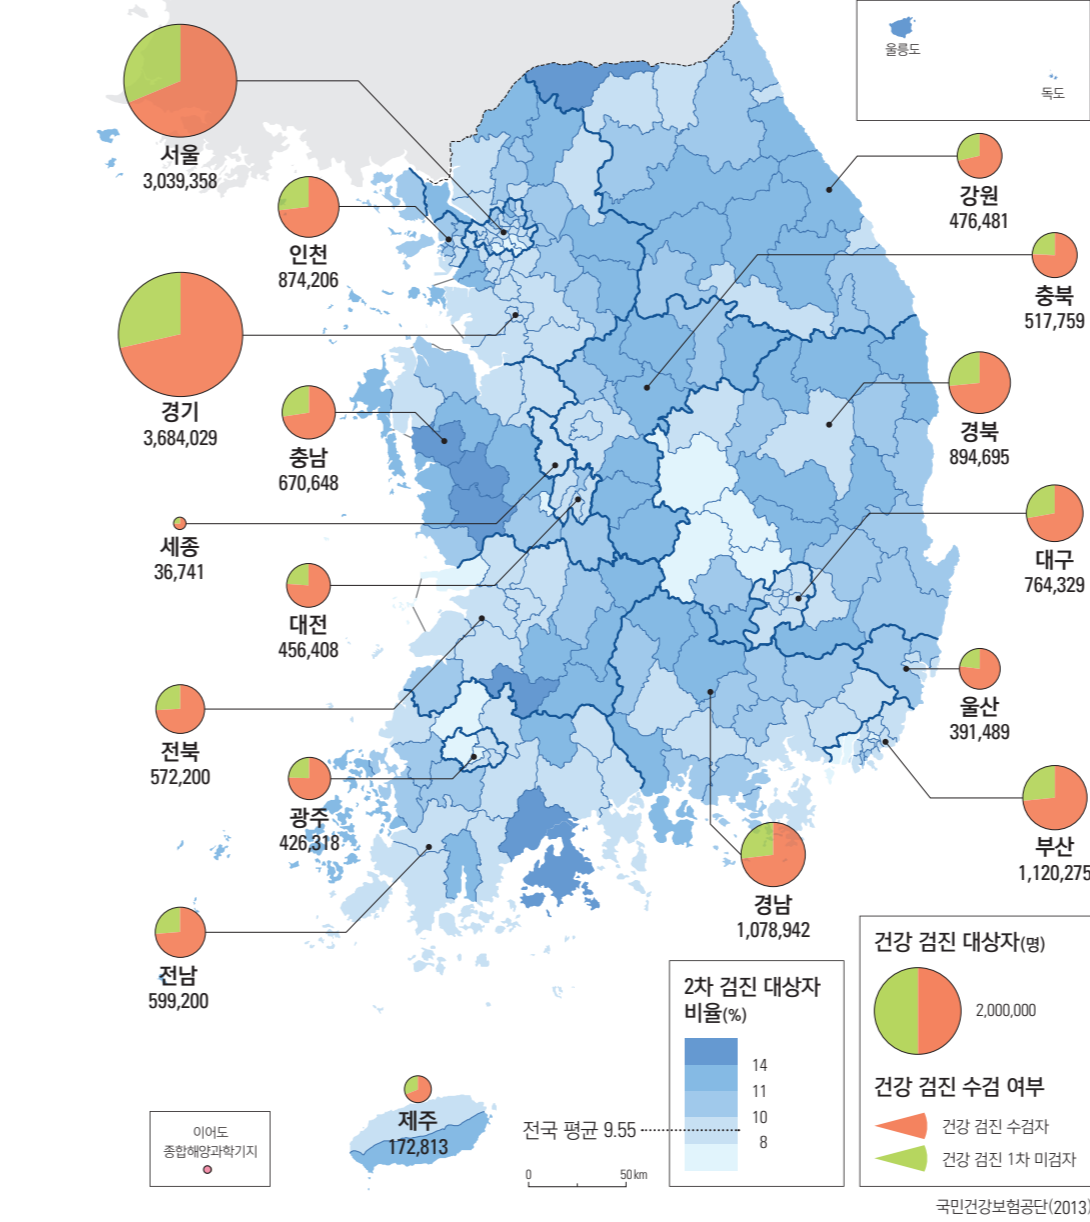 울릉도
독도
서울
3,039,358
강원
476,481
인천
874,206
충북
517,759
경기
3,684,029
경북
894,695
충남
670,648
세종
36,741
대구
764,329
대전
456,408
울산
391,489
전북
572,200
광주
426,318
부산
1,120,275
경남
1,078,942
전남
599,200
제주
172,813
이어도
종합해양과학기지
전국 평균 9.55
0 50km
2차 검진 대상자
비율(%)
14
11
10
8
건강 검진 대상자(명)
2,000,000
건강 검진 수검 여부
건강 검진 수검자
건강 검진 1차 미검자
국민건강보험공단(2013)